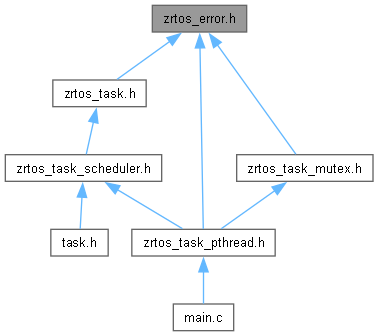 zrtos_error.h
zrtos_task.h
zrtos_task_scheduler.h
zrtos_task_mutex.h
task.h
zrtos_task_pthread.h
main.c